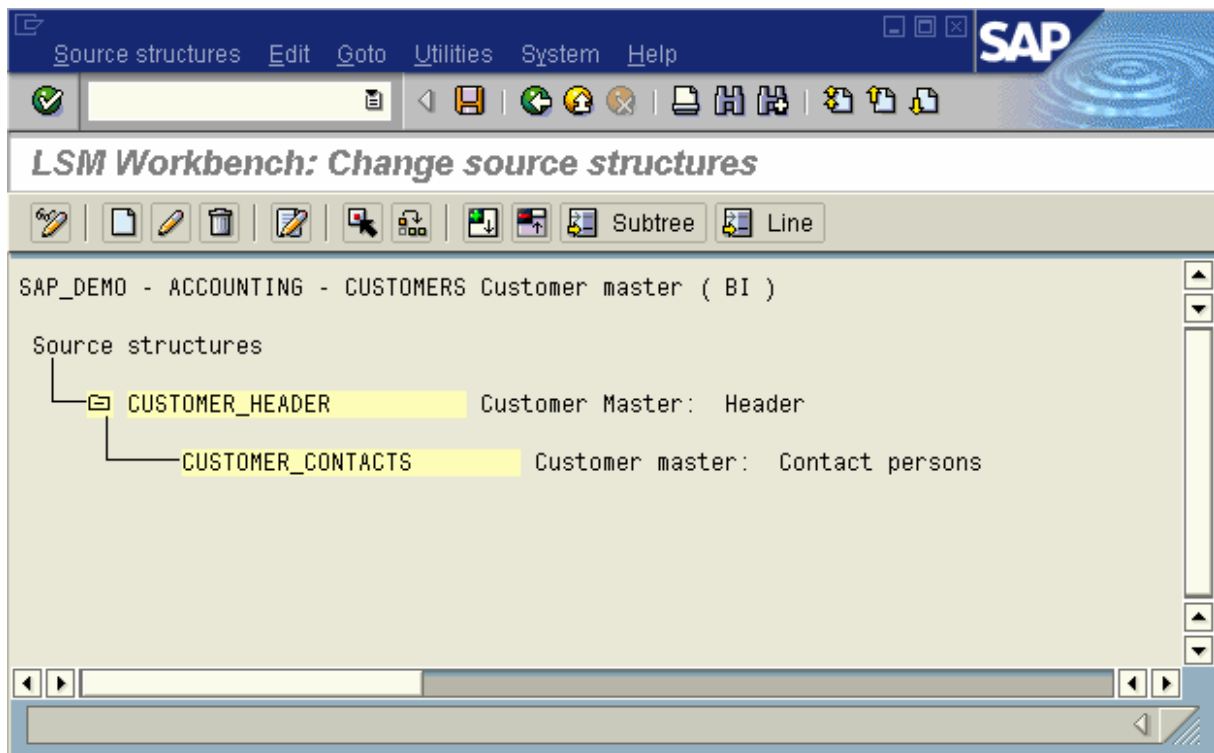 Source structures Edit Goto Utilities System Help
SAP
LSM Workbench: Change source structures
Subtree Line
SAP_DEMO - ACCOUNTING - CUSTOMERS Customer master ( BI )
Source structures
CUSTOMER_HEADER Customer Master: Header
CUSTOMER_CONTACTS Customer master: Contact persons